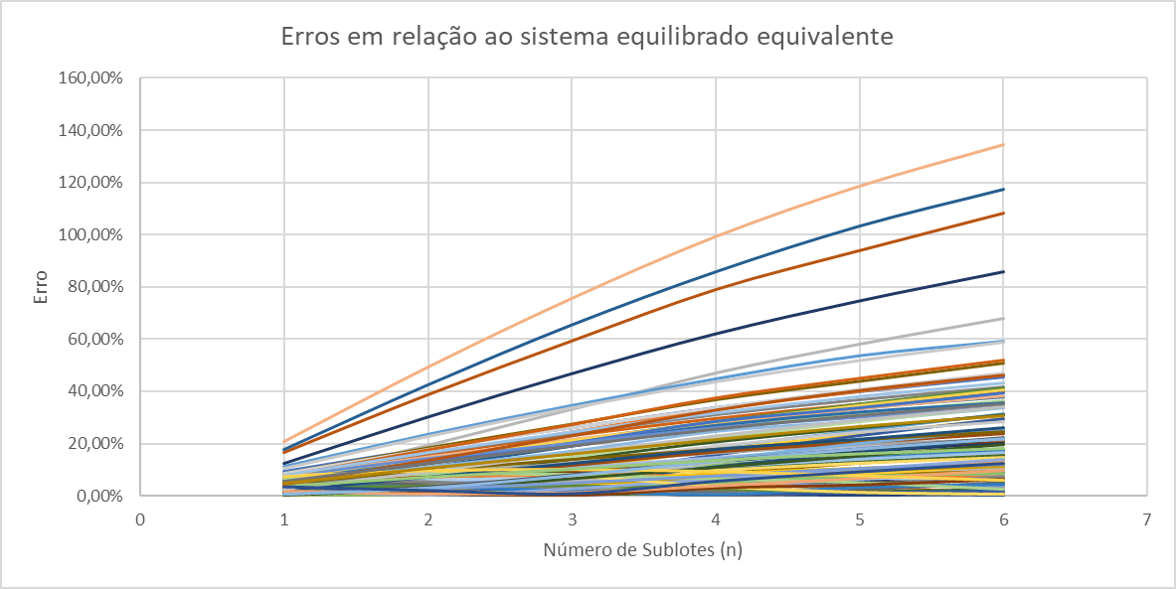 Erros em relação ao sistema equilibrado equivalente
160,00%
140,00%
120,00%
100,00%
80,00%
60,00%
40,00%
20,00%
0,00%
Erro
0 1 2 3 4 5 6 7
Número de Sublotes (n)